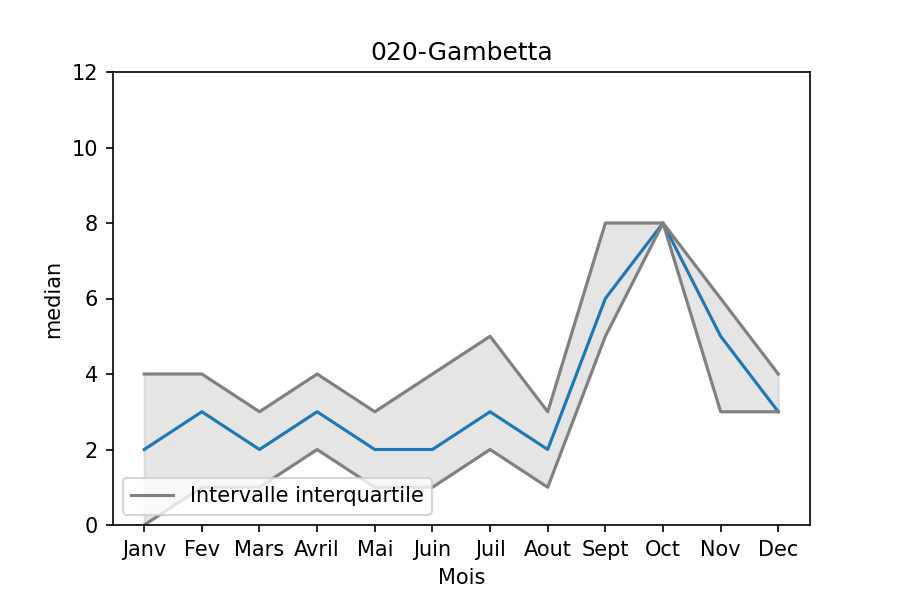 020-Gambetta
12
10
8
6
4
2
0
median
Intervalle interquartile
Janv Fev Mars Avril Mai Juin Juil Aout Sept Oct Nov Dec
Mois